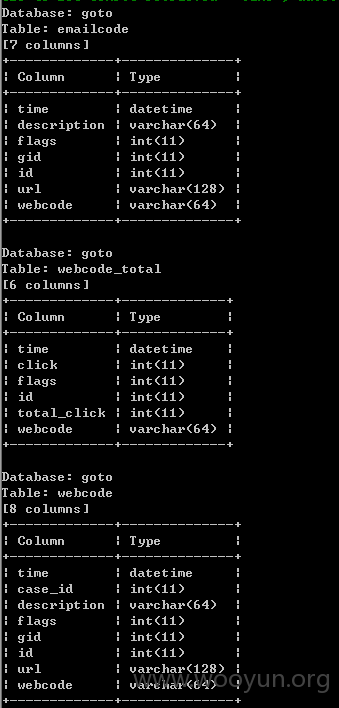 Database: goto
Table: emailcode
[7 columns]
+-------------+--------------+
| Column | Type |
+-------------+--------------+
| time | datetime |
| description | varchar(64) |
| flags | int(11) |
| gid | int(11) |
| id | int(11) |
| url | varchar(128) |
| webcode | varchar(64) |
+-------------+--------------+
Database: goto
Table: webcode_total
[6 columns]
+-------------+-------------+
| Column | Type |
+-------------+-------------+
| time | datetime |
| click | int(11) |
| flags | int(11) |
| id | int(11) |
| total_click | int(11) |
| webcode | varchar(64) |
+-------------+-------------+
Database: goto
Table: webcode
[8 columns]
+-------------+--------------+
| Column | Type |
+-------------+--------------+
| time | datetime |
| case_id | int(11) |
| description | varchar(64) |
| flags | int(11) |
| gid | int(11) |
| id | int(11) |
| url | varchar(128) |
| webcode | varchar(64) |
+-------------+--------------+
www.wooyun.org